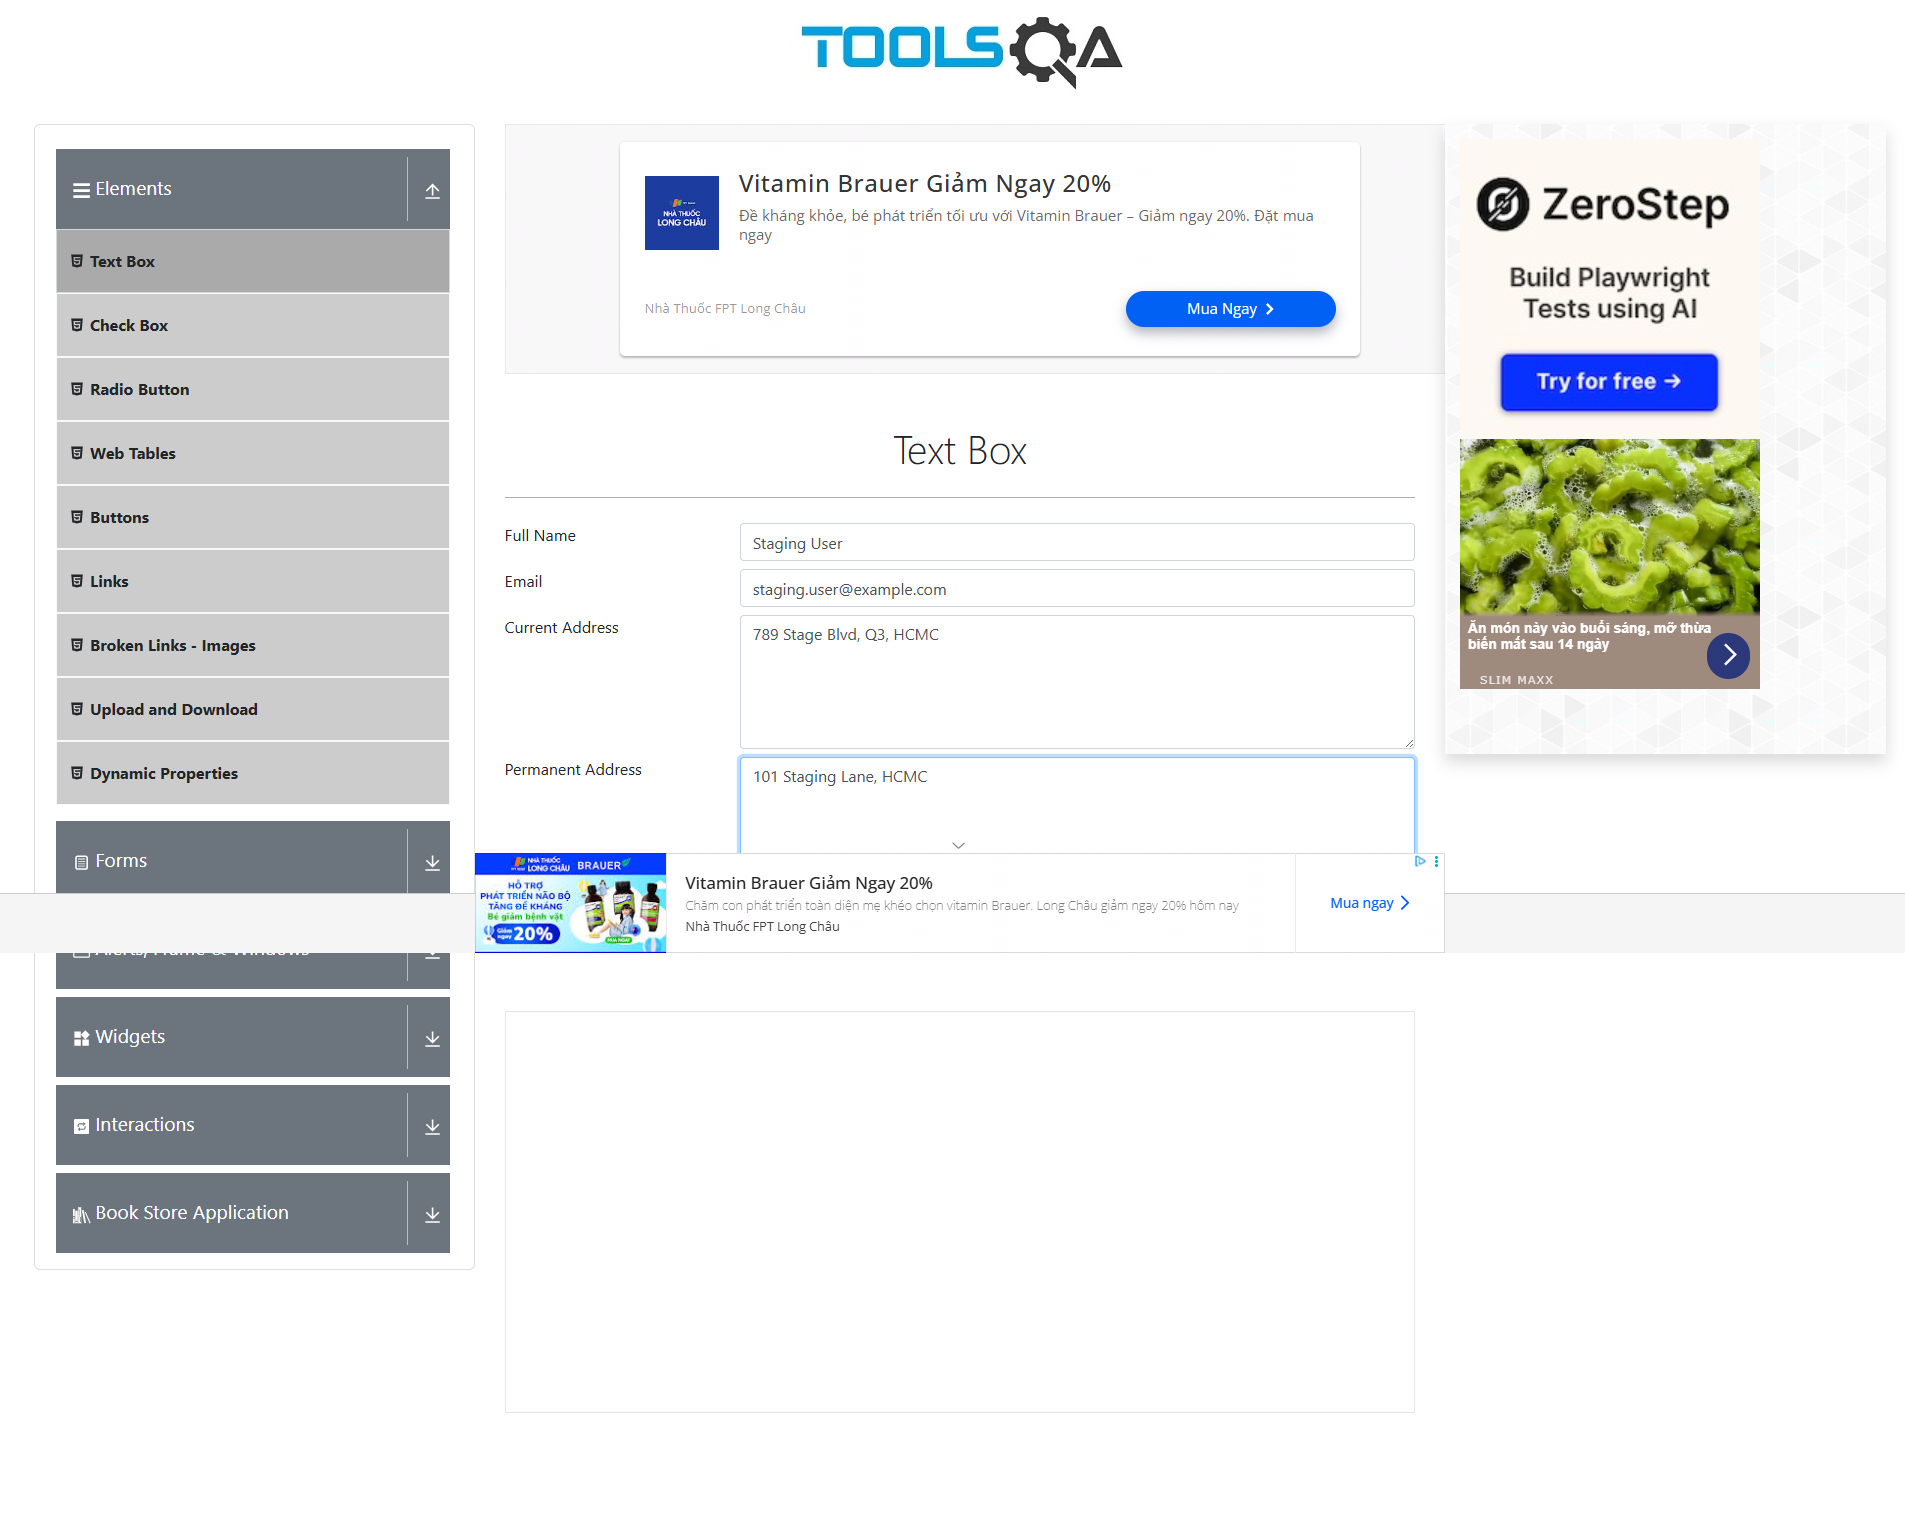 TOOLSQA
Elements
Text Box
Check Box
Radio Button
Web Tables
Buttons
Links
Broken Links - Images
Upload and Download
Dynamic Properties
Forms
Alerts, Frame & Windows
Widgets
Interactions
Book Store Application
NHÀ THUỐC
LONG CHÂU
Vitamin Brauer Giảm Ngay 20%
Đề kháng khỏe, bé phát triển tối ưu với Vitamin Brauer – Giảm ngay 20%. Đặt mua
ngay
Nhà Thuốc FPT Long Châu
Mua Ngay
Text Box
Full Name
Staging User
Email
staging.user@example.com
Current Address
789 Stage Blvd, Q3, HCMC
Permanent Address
101 Staging Lane, HCMC
NHÀ THUỐC
LONG CHÂU
BRAUER
HỖ TRỢ
PHÁT TRIỂN NÃO BỘ
TĂNG ĐỀ KHÁNG
Bé giảm bệnh vặt
Giảm
ngay 20%
MUA NGAY
Vitamin Brauer Giảm Ngay 20%
Chăm con phát triển toàn diện mẹ khéo chọn vitamin Brauer. Long Châu giảm ngay 20% hôm nay
Nhà Thuốc FPT Long Châu
Mua ngay
ZeroStep
Build Playwright
Tests using AI
Try for free →
Ăn món này vào buổi sáng, mỡ thừa
biến mất sau 14 ngày
SLIM MAXX